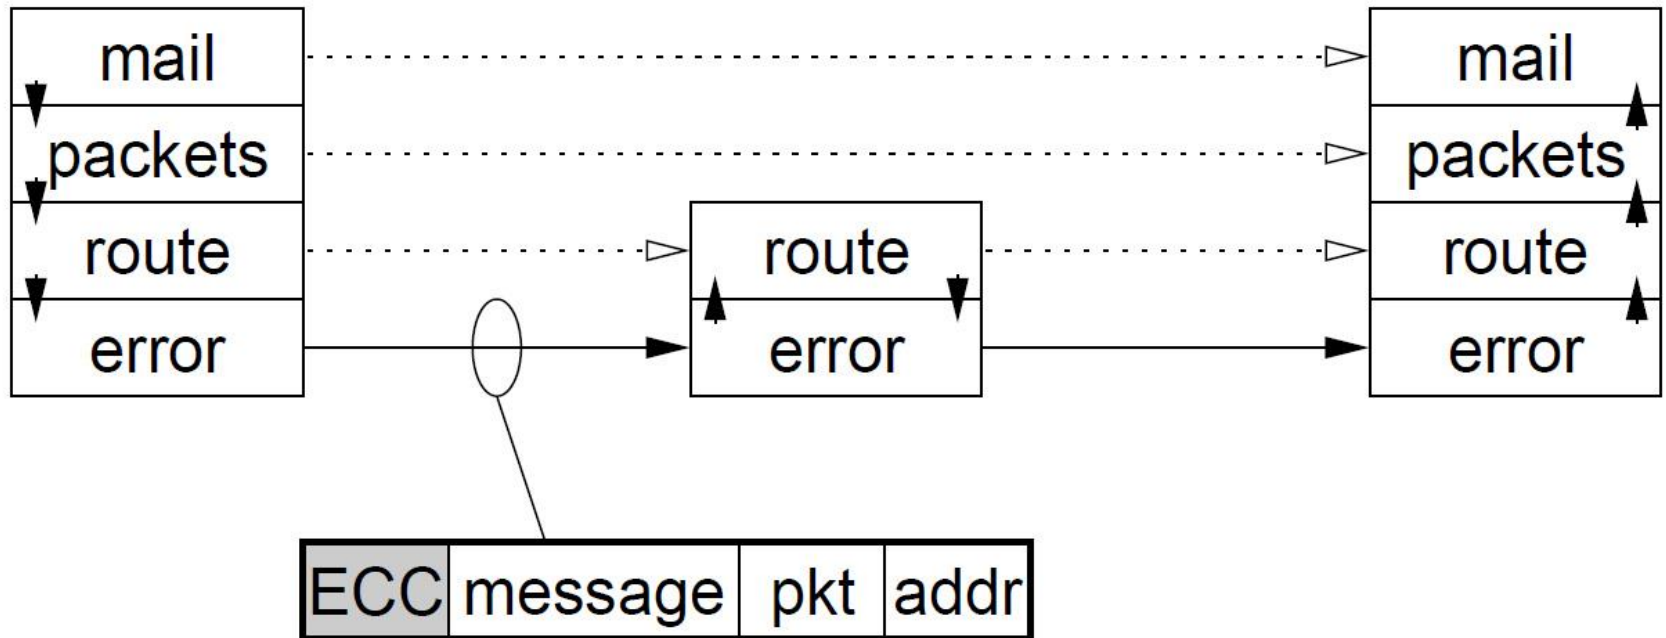 mail
packets
route
error
route
error
mail
packets
route
error
ECC message pkt addr